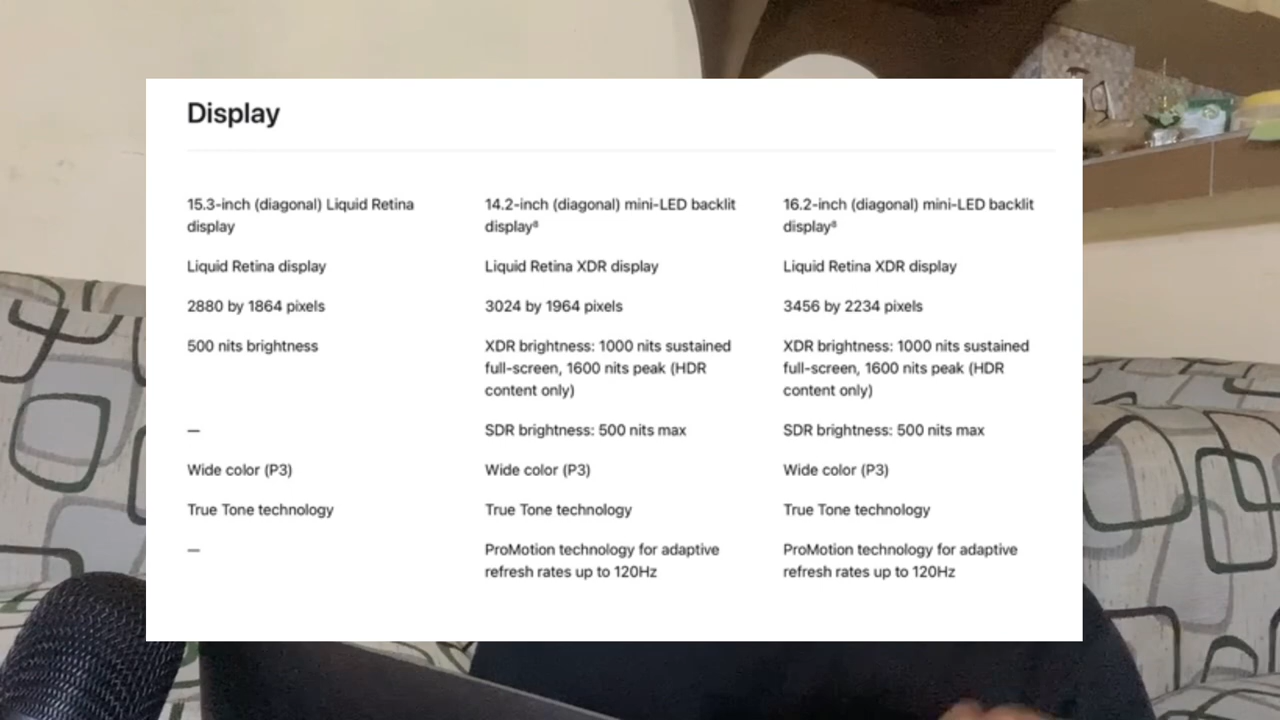 Display
15.3-inch (diagonal) Liquid Retina
display
Liquid Retina display
2880 by 1864 pixels
500 nits brightness
—
Wide color (P3)
True Tone technology
—
14.2-inch (diagonal) mini-LED backlit
display⁸
Liquid Retina XDR display
3024 by 1964 pixels
XDR brightness: 1000 nits sustained
full-screen, 1600 nits peak (HDR
content only)
SDR brightness: 500 nits max
Wide color (P3)
True Tone technology
ProMotion technology for adaptive
refresh rates up to 120Hz
16.2-inch (diagonal) mini-LED backlit
display⁸
Liquid Retina XDR display
3456 by 2234 pixels
XDR brightness: 1000 nits sustained
full-screen, 1600 nits peak (HDR
content only)
SDR brightness: 500 nits max
Wide color (P3)
True Tone technology
ProMotion technology for adaptive
refresh rates up to 120Hz